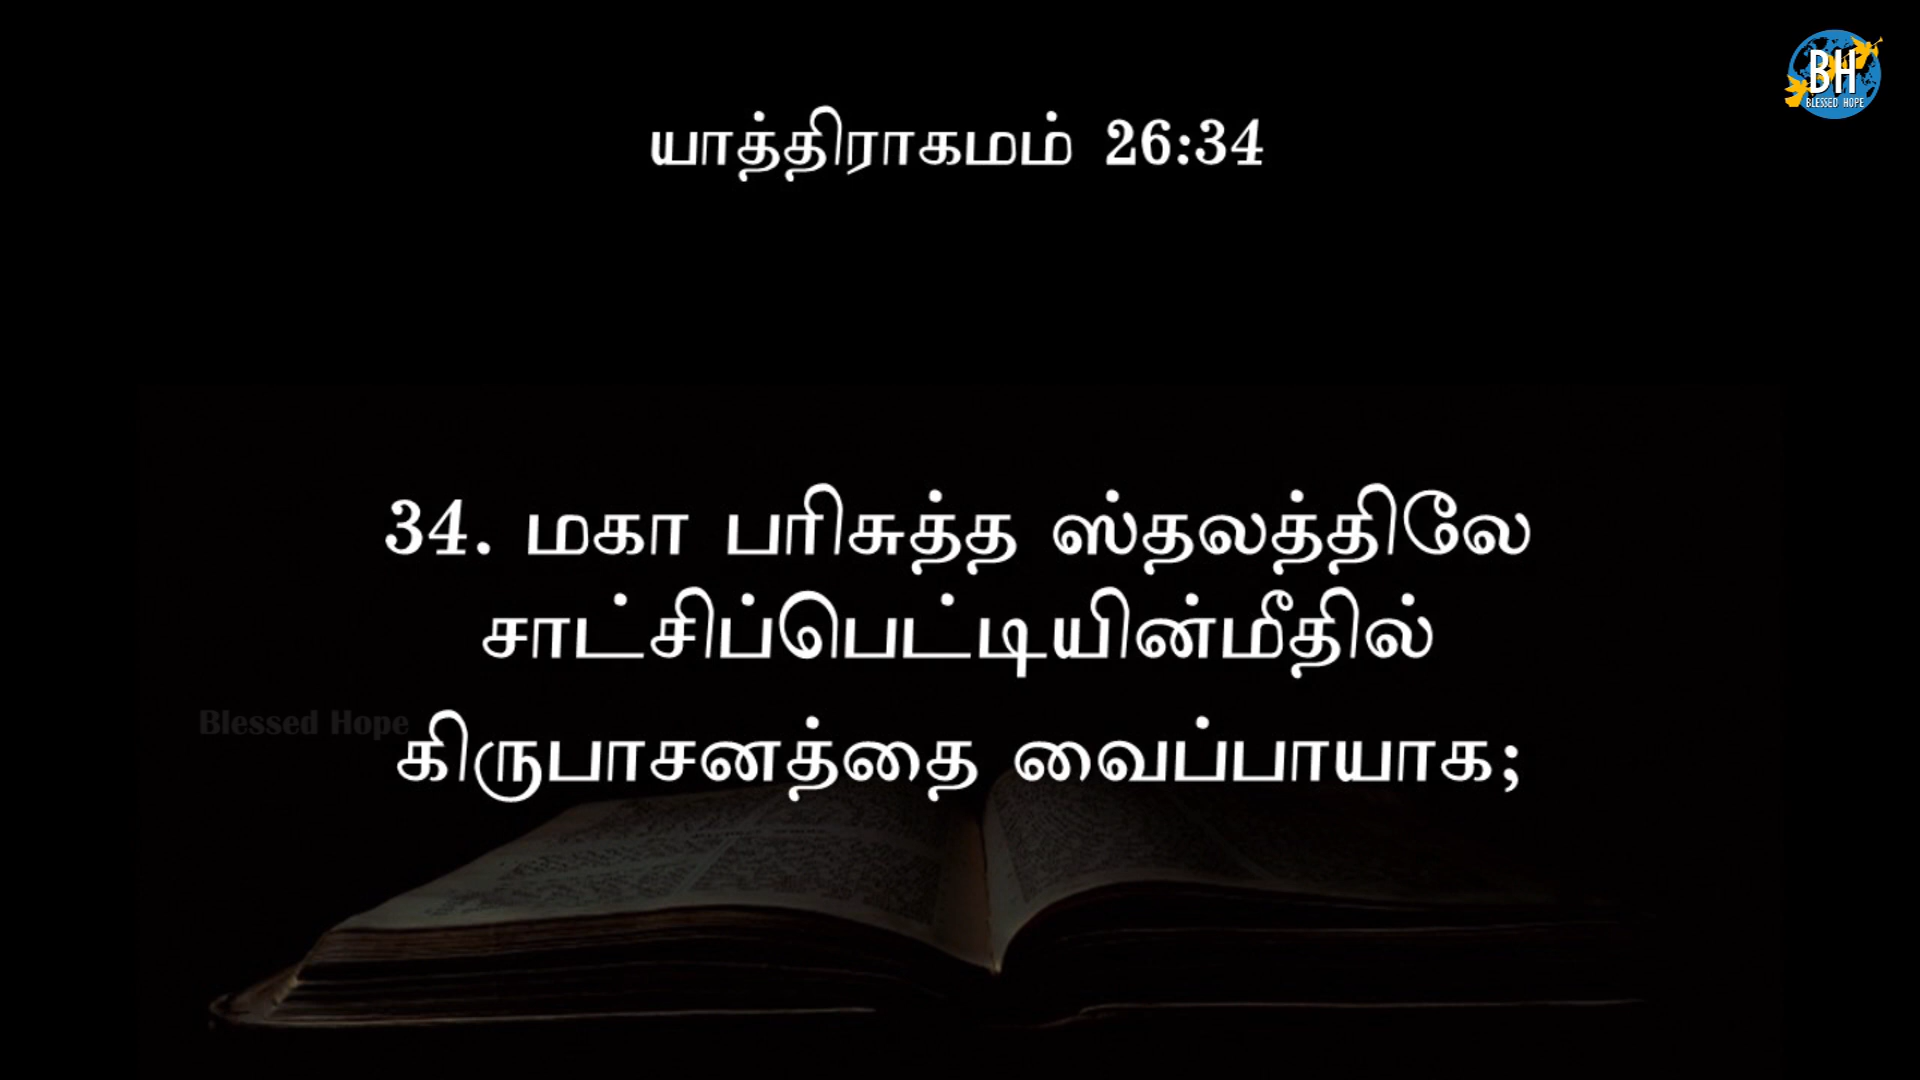 BH
BLESSED HOPE
யாத்திராகமம் 26:34
34. மகா பரிசுத்த ஸ்தலத்திலே
சாட்சிப்பெட்டியின்மீதில்
Blessed Hope
கிருபாசனத்தை வைப்பாயாக;